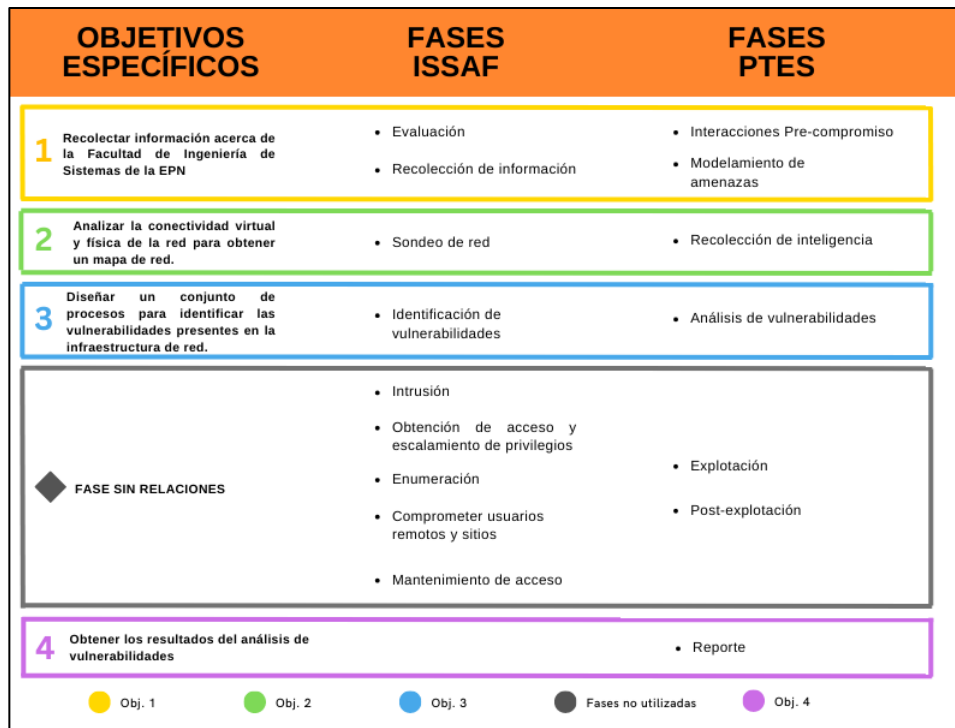 OBJETIVOS
ESPECÍFICOS
FASES
ISSAF
FASES
PTES
1
Recolectar información acerca de
la Facultad de Ingeniería de
Sistemas de la EPN
• Evaluación
• Recolección de información
• Interacciones Pre-compromiso
• Modelamiento de
amenazas
2
Analizar la conectividad virtual
y física de la red para obtener
un mapa de red.
• Sondeo de red
• Recolección de inteligencia
3
Diseñar un conjunto de
procesos para identificar las
vulnerabilidades presentes en la
infraestructura de red.
• Identificación de
vulnerabilidades
• Análisis de vulnerabilidades
FASE SIN RELACIONES
• Intrusión
• Obtención de acceso y
escalamiento de privilegios
• Enumeración
• Comprometer usuarios
remotos y sitios
• Mantenimiento de acceso
• Explotación
• Post-explotación
4
Obtener los resultados del análisis de
vulnerabilidades
• Reporte
Obj. 1
Obj. 2
Obj. 3
Fases no utilizadas
Obj. 4